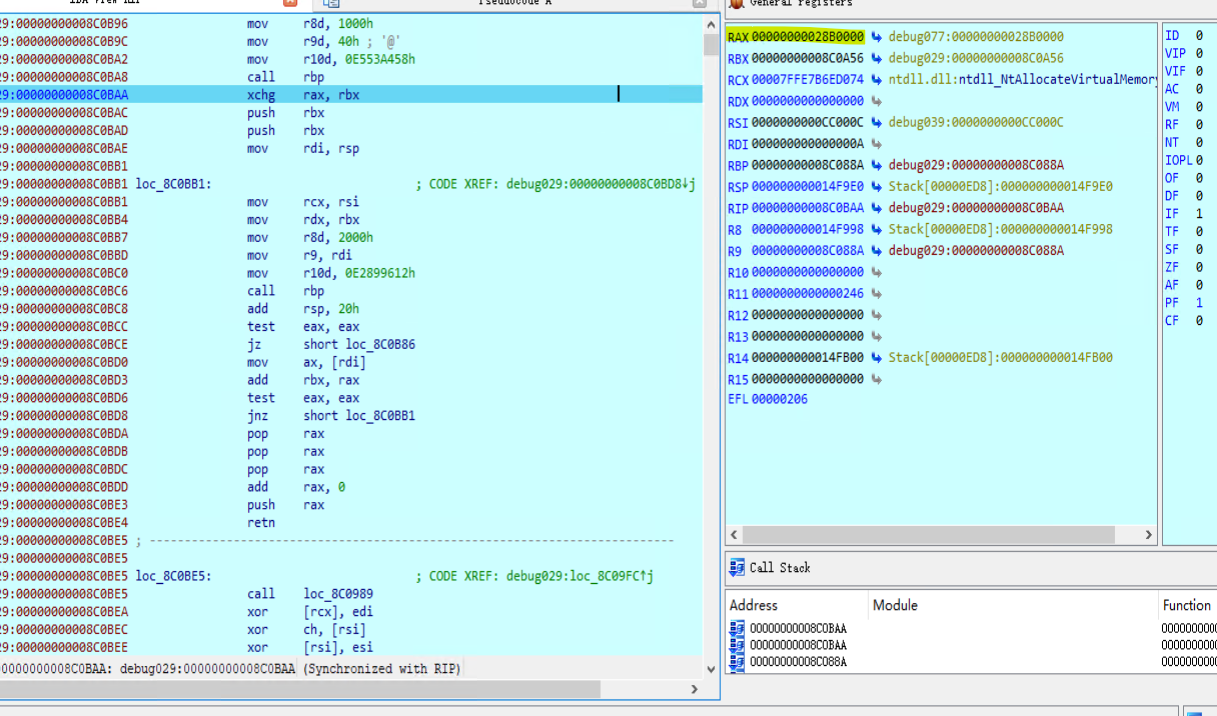 General registers
29:00000000008C0B96 mov r8d, 1000h
29:00000000008C0B9C mov r9d, 40h ; '@'
29:00000000008C0BA2 mov r10d, 0E553A458h
29:00000000008C0BA8 call rbp
29:00000000008C0BAA xchg rax, rbx
29:00000000008C0BAC push rbx
29:00000000008C0BAD push rbx
29:00000000008C0BAE mov rdi, rsp
29:00000000008C0BB1
29:00000000008C0BB1 loc_8C0BB1: ; CODE XREF: debug029:00000000008C0BD8↓j
29:00000000008C0BB1 mov rcx, rsi
29:00000000008C0BB4 mov rdx, rbx
29:00000000008C0BB7 mov r8d, 2000h
29:00000000008C0BBD mov r9, rdi
29:00000000008C0BC0 mov r10d, 0E2899612h
29:00000000008C0BC6 call rbp
29:00000000008C0BC8 add rsp, 20h
29:00000000008C0BCC test eax, eax
29:00000000008C0BCE jz short loc_8C0B86
29:00000000008C0BD0 mov ax, [rdi]
29:00000000008C0BD3 add rbx, rax
29:00000000008C0BD6 test eax, eax
29:00000000008C0BD8 jnz short loc_8C0BB1
29:00000000008C0BDA pop rax
29:00000000008C0BDB pop rax
29:00000000008C0BDC pop rax
29:00000000008C0BDD add rax, 0
29:00000000008C0BE3 push rax
29:00000000008C0BE4 retn
29:00000000008C0BE5 ; ---------------------------------------------------------------------------
29:00000000008C0BE5
29:00000000008C0BE5 loc_8C0BE5: ; CODE XREF: debug029:loc_8C09FC↑j
29:00000000008C0BE5 call loc_8C0989
29:00000000008C0BEA xor [rcx], edi
29:00000000008C0BEC xor ch, [rsi]
29:00000000008C0BEE xor [rsi], esi
00000000008C0BAA: debug029:00000000008C0BAA (Synchronized with RIP)
RAX 00000000028B0000 debug077:00000000028B0000
RBX 00000000008C0A56 debug029:00000000008C0A56
RCX 00007FFE7B6ED074 ntdll.dll:ntdll_NtAllocateVirtualMemory
RDX 0000000000000000
RSI 0000000000CC000C debug039:0000000000CC000C
RDI 000000000000000A
RBP 00000000008C088A debug029:00000000008C088A
RSP 000000000014F9E0 Stack[00000ED8]:000000000014F9E0
RIP 00000000008C0BAA debug029:00000000008C0BAA
R8 000000000014F998 Stack[00000ED8]:000000000014F998
R9 00000000008C088A debug029:00000000008C088A
R10 0000000000000000
R11 0000000000000246
R12 0000000000000000
R13 0000000000000000
R14 000000000014FB00 Stack[00000ED8]:000000000014FB00
R15 0000000000000000
EFL 00000206
ID 0
VIP 0
VIF 0
AC 0
VM 0
RF 0
NT 0
IOPL 0
OF 0
DF 0
IF 1
TF 0
SF 0
ZF 0
AF 0
PF 1
CF 0
Call Stack
Address Module Function
00000000008C0BAA 000000000
00000000008C0BAA 000000000
00000000008C088A 000000000